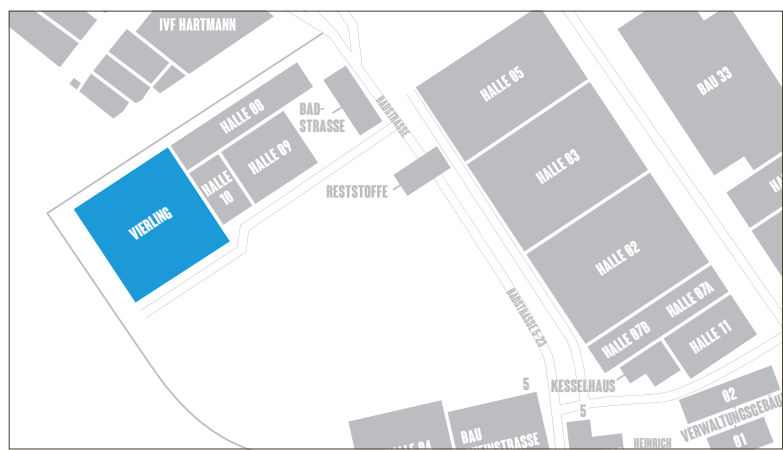 IVF HARTMANN
HALLE 05
BAU 33
HALLE 08
BAD-
STRASSE
BADSTRASSE
HALLE 09
HALLE 03
HALLE
10
RESTSTOFFE
VIERLING
HALLE 02
HALLE 07A
BADSTRASSE 5-23
HALLE 07B
HALLE 11
5
KESSELHAUS
5
02
VERWALTUNGSGEBÄU
BAU
HEINRICH
01